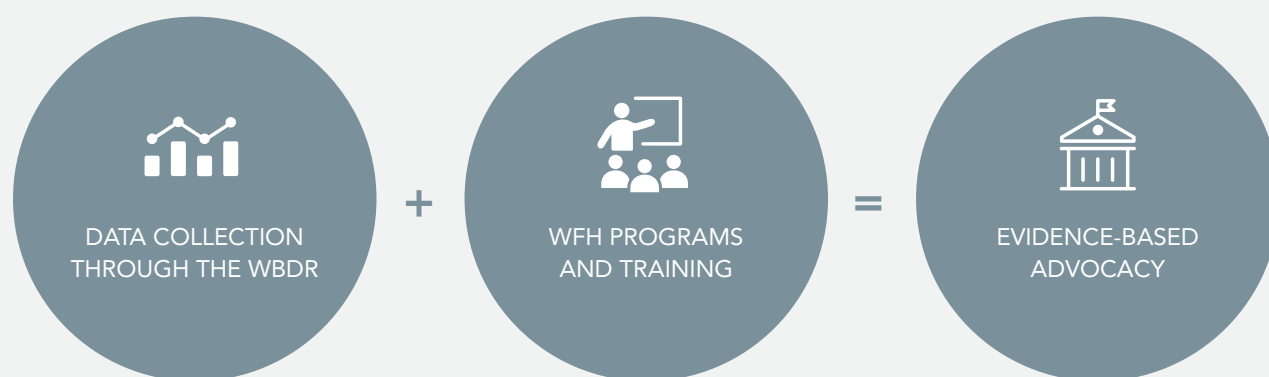 DATA COLLECTION
THROUGH THE WBDR
+
WFH PROGRAMS
AND TRAINING
=
EVIDENCE-BASED
ADVOCACY